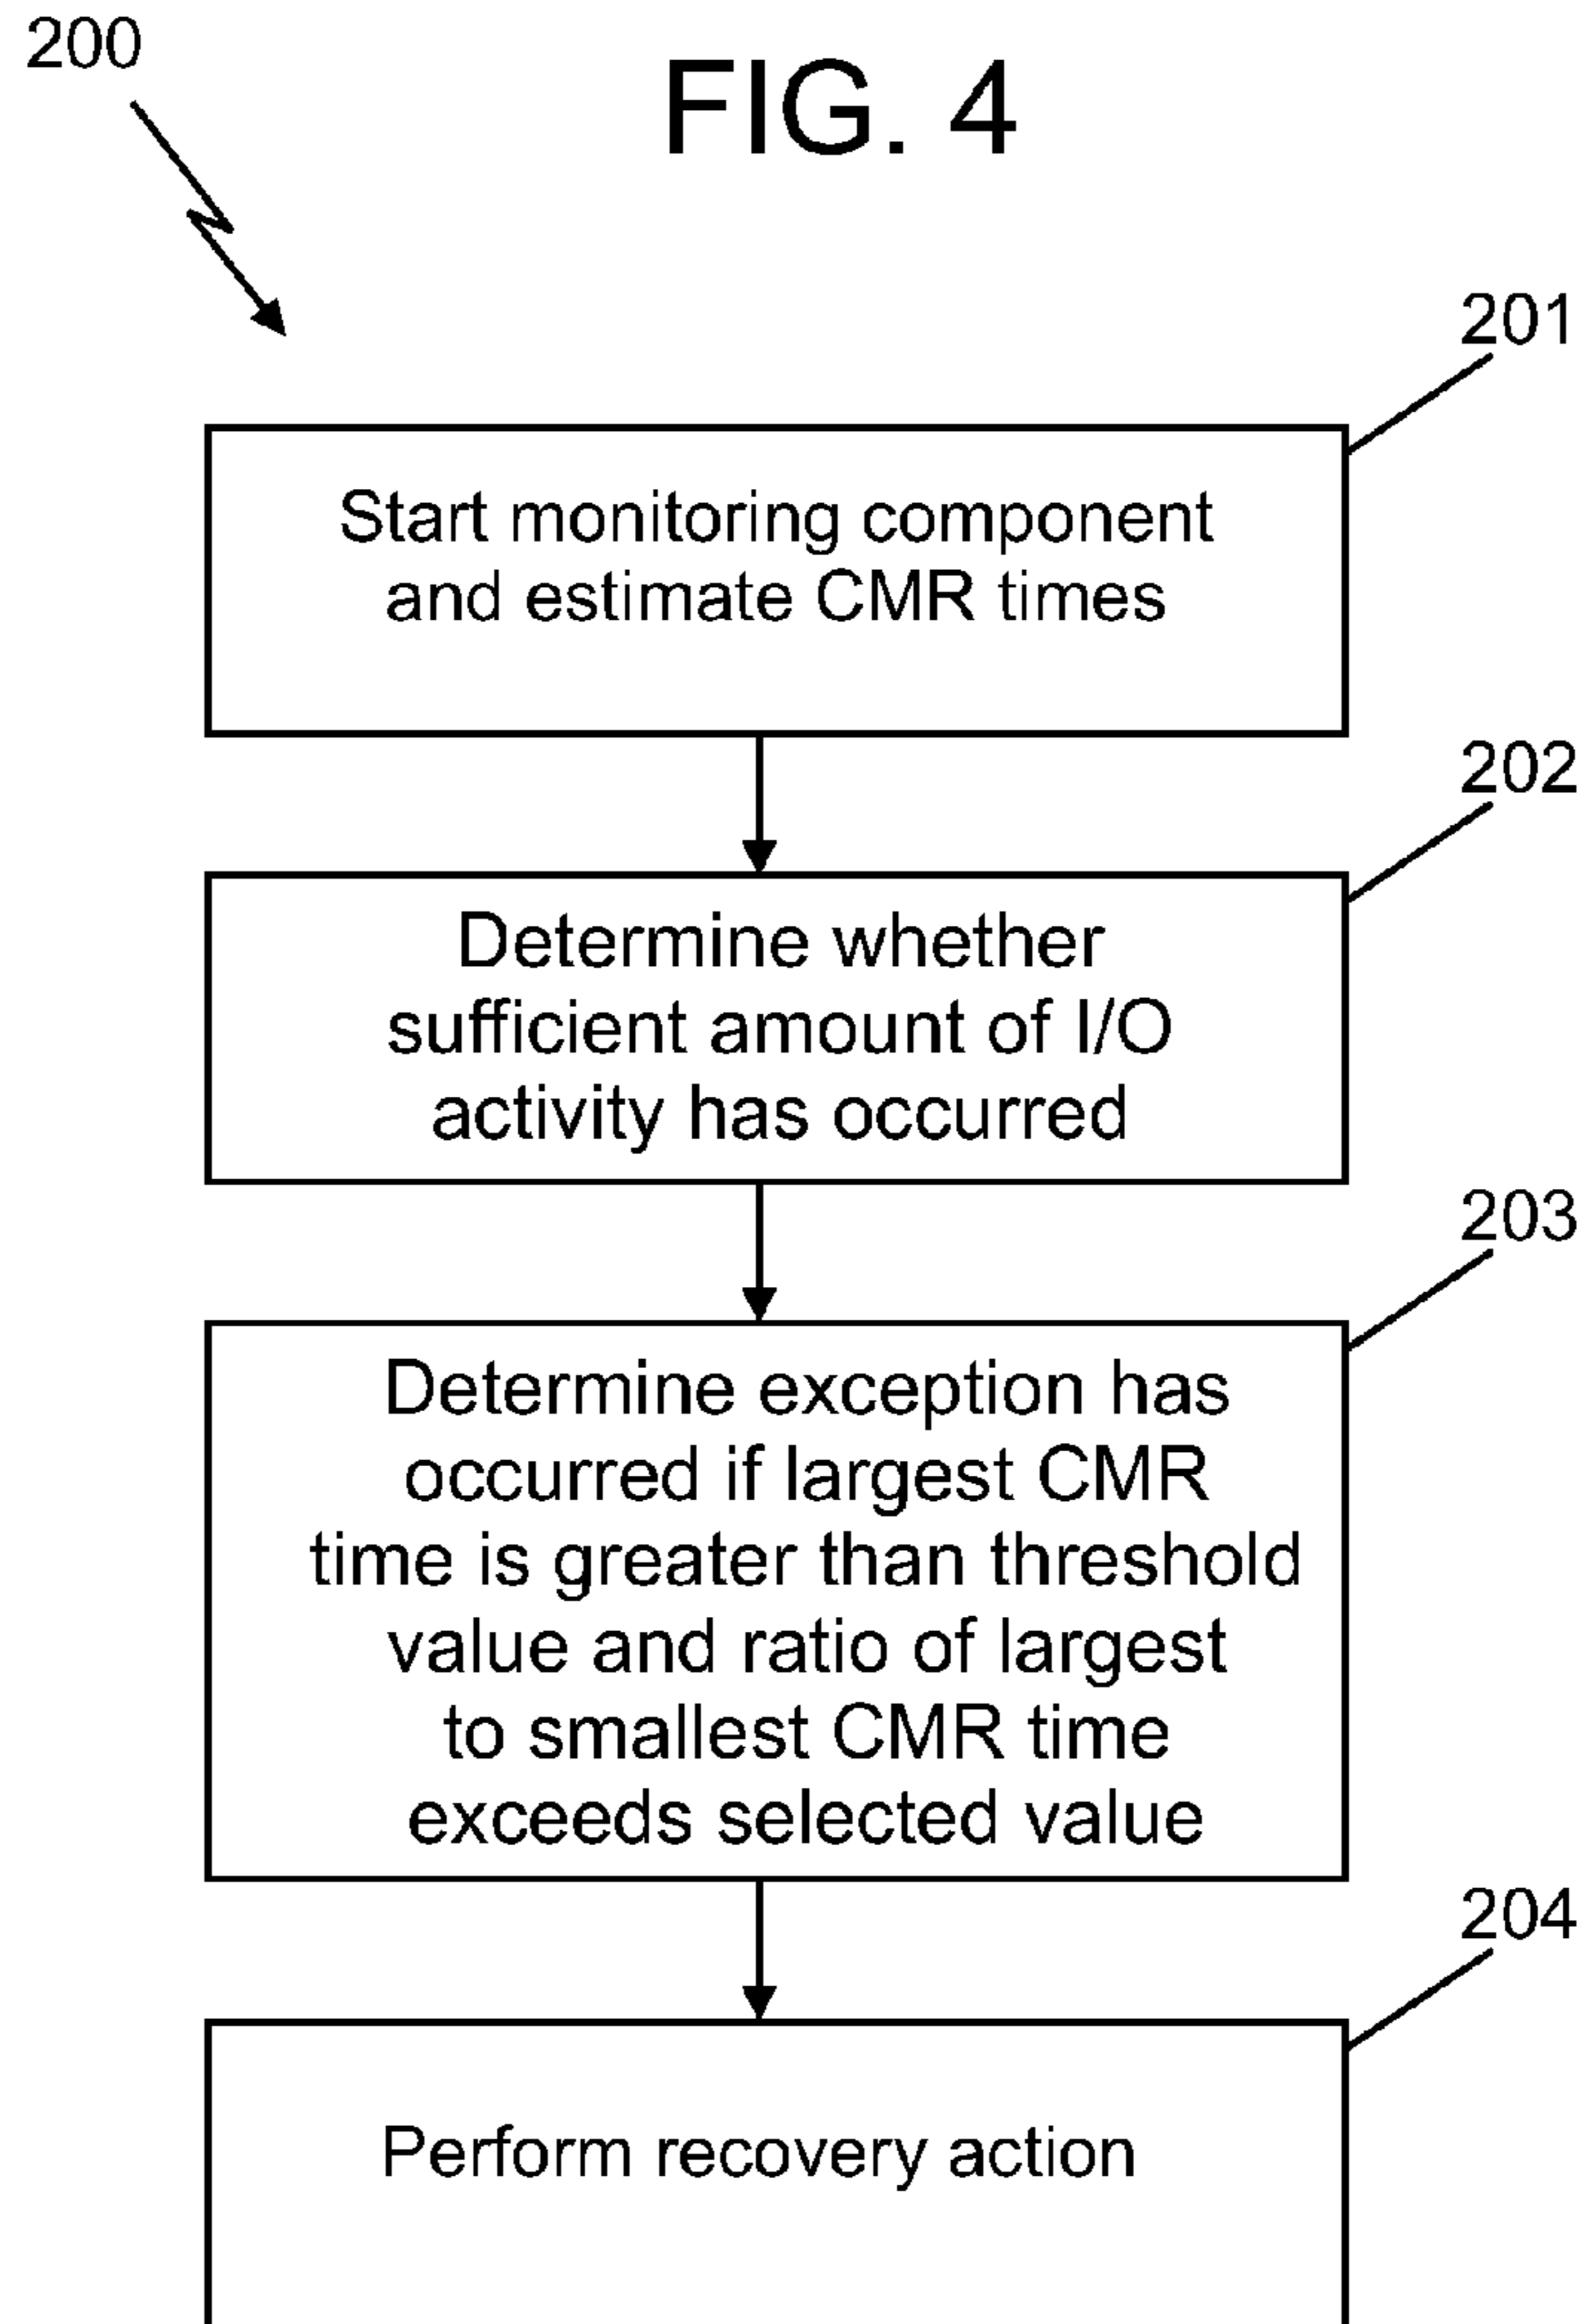 200
FIG. 4
201
Start monitoring component
and estimate CMR times
202
Determine whether
sufficient amount of I/O
activity has occurred
203
Determine exception has
occurred if largest CMR
time is greater than threshold
value and ratio of largest
to smallest CMR time
exceeds selected value
204
Perform recovery action